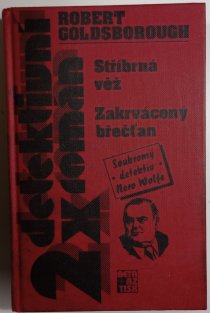 ROBERT
GOLDSBOROUGH
Stříbrná
věž
Zakrvácený
břečťan
Soukromý
detektiv
Nero Wolfe
2x detektivní
román